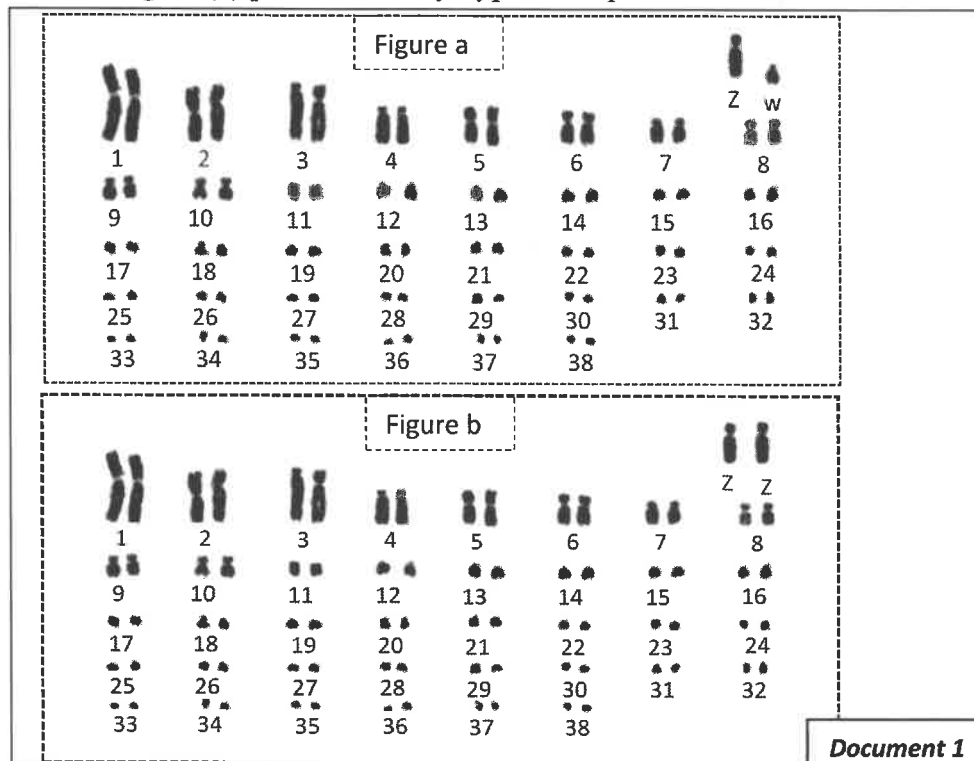 Figure a
Z w
1 2 3 4 5 6 7 8
9 10 11 12 13 14 15 16
17 18 19 20 21 22 23 24
25 26 27 28 29 30 31 32
33 34 35 36 37 38
Figure b
Z Z
1 2 3 4 5 6 7 8
9 10 11 12 13 14 15 16
17 18 19 20 21 22 23 24
25 26 27 28 29 30 31 32
33 34 35 36 37 38
Document 1